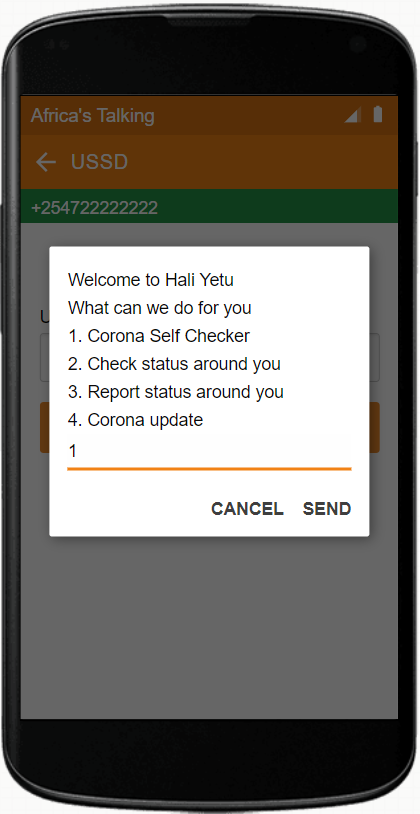 Africa's Talking
USSD
+254722222222
Welcome to Hali Yetu
What can we do for you
1. Corona Self Checker
2. Check status around you
3. Report status around you
4. Corona update
1
CANCEL SEND